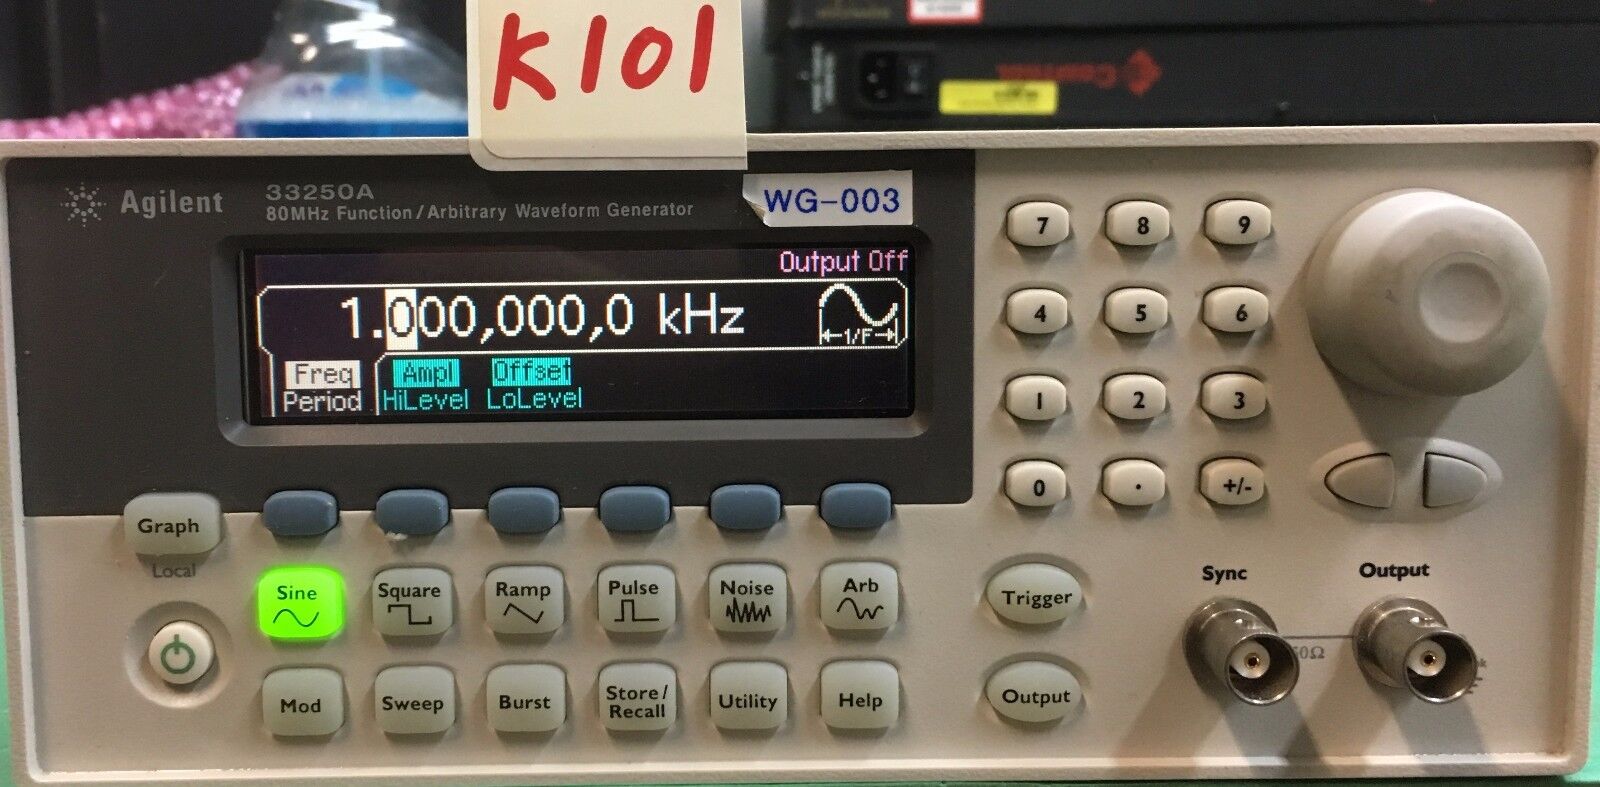 K101
Agilent
33250A
80MHz Function/Arbitrary Waveform Generator
WG-003
Output Off
1.000,000,0 kHz
1/F
Freq
Ampl
Offset
Period
HiLevel
LoLevel
7 8 9
4 5 6
1 2 3
0 . +/-
Graph
Local
Sine
Square
Ramp
Pulse
Noise
Arb
Mod
Sweep
Burst
Store/
Recall
Utility
Help
Trigger
Output
Sync
Output
50Ω